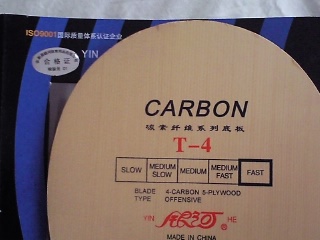 ISO9001国际质量体系认证企业
YIN
合格证
CARBON
碳素纤维系列底板
T-4
SLOW
MEDIUM SLOW
MEDIUM
MEDIUM FAST
FAST
BLADE 4-CARBON 5-PLYWOOD
TYPE OFFENSIVE
YIN HE
MADE IN CHINA